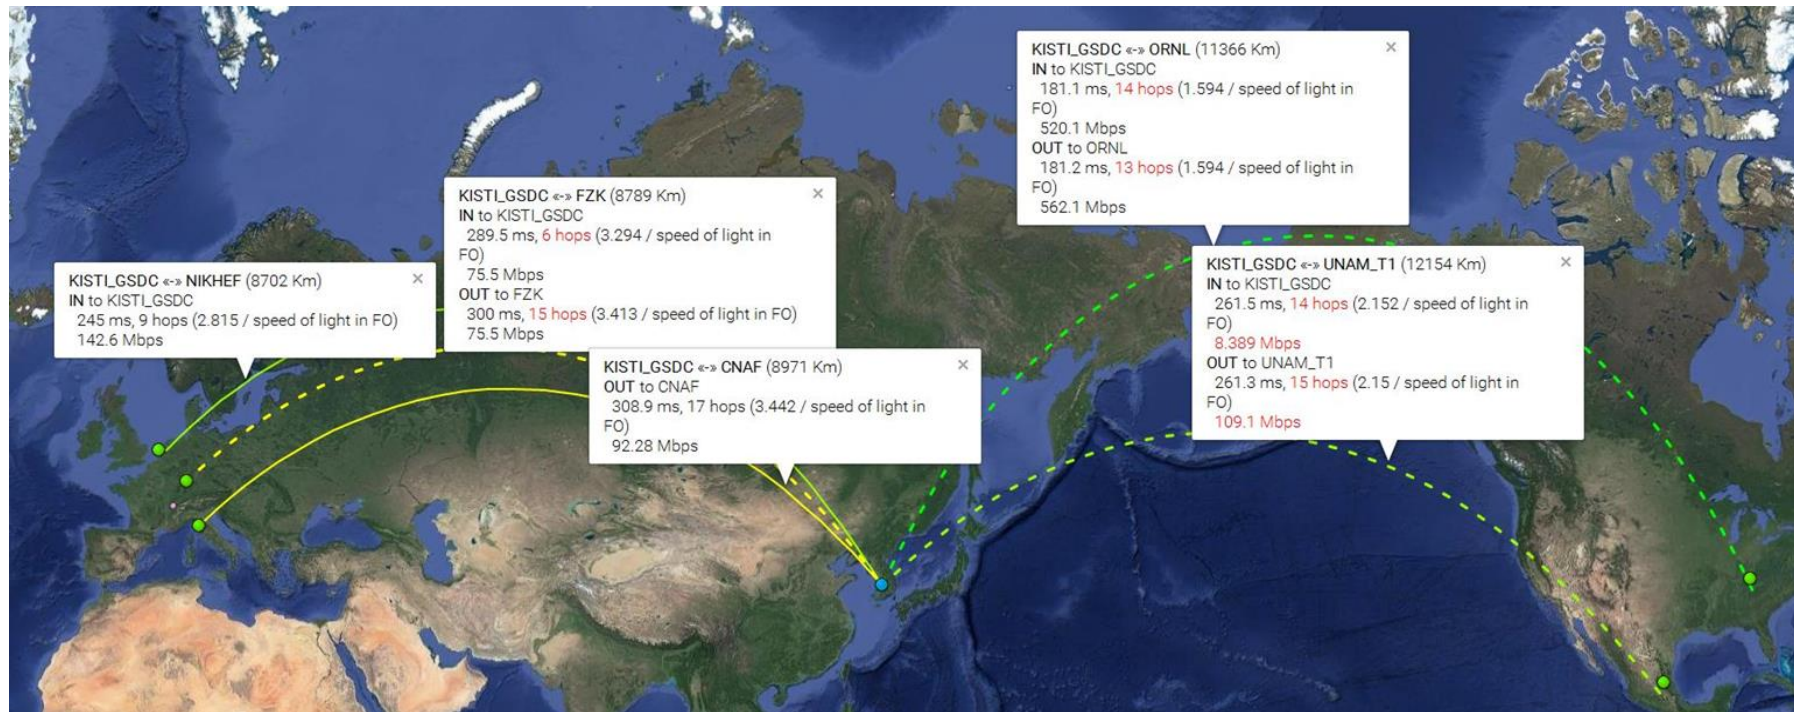 KISTI_GSDC «-» ORNL (11366 Km)
IN to KISTI_GSDC
181.1 ms, 14 hops (1.594 / speed of light in
FO)
520.1 Mbps
OUT to ORNL
181.2 ms, 13 hops (1.594 / speed of light in
FO)
562.1 Mbps
KISTI_GSDC «-» FZK (8789 Km)
IN to KISTI_GSDC
289.5 ms, 6 hops (3.294 / speed of light in
FO)
75.5 Mbps
OUT to FZK
300 ms, 15 hops (3.413 / speed of light in FO)
75.5 Mbps
KISTI_GSDC «-» NIKHEF (8702 Km)
IN to KISTI_GSDC
245 ms, 9 hops (2.815 / speed of light in FO)
142.6 Mbps
KISTI_GSDC «-» UNAM_T1 (12154 Km)
IN to KISTI_GSDC
261.5 ms, 14 hops (2.152 / speed of light in
FO)
8.389 Mbps
OUT to UNAM_T1
261.3 ms, 15 hops (2.15 / speed of light in
FO)
109.1 Mbps
KISTI_GSDC «-» CNAF (8971 Km)
OUT to CNAF
308.9 ms, 17 hops (3.442 / speed of light in
FO)
92.28 Mbps